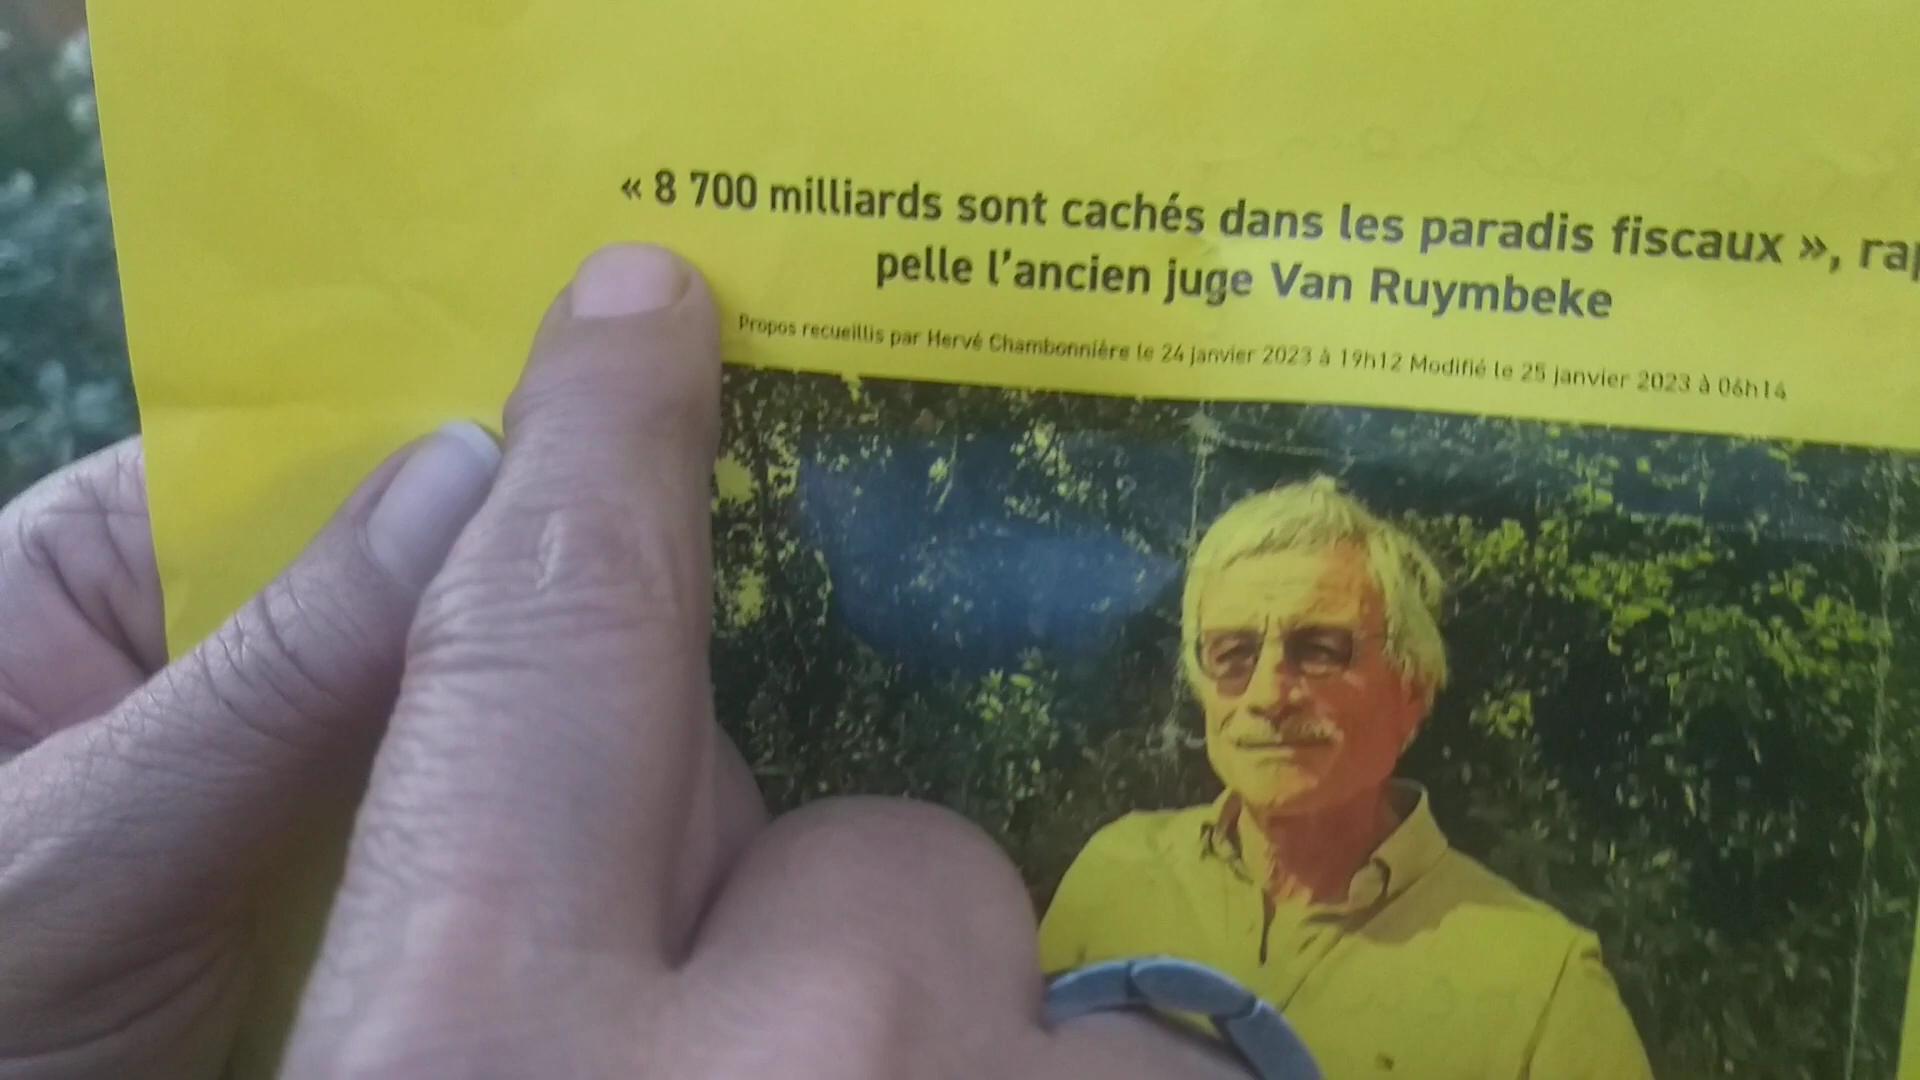 « 8 700 milliards sont cachés dans les paradis fiscaux », rap
pelle l'ancien juge Van Ruymbeke
Propos recueillis par Hervé Chambonnière le 24 janvier 2023 à 19h12 Modifié le 25 janvier 2023 à 06h14